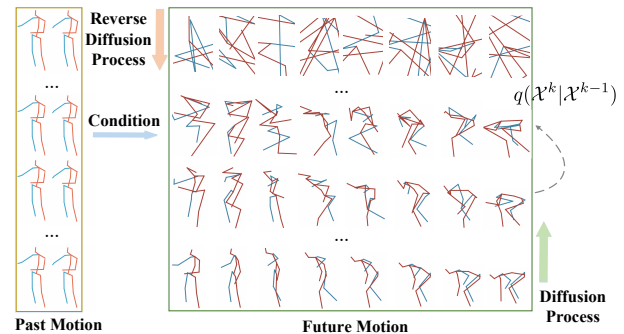 Reverse
Diffusion
Process
...
...
q(𝒳^k|𝒳^{k-1})
Condition
...
...
Diffusion
Process
Past Motion
Future Motion